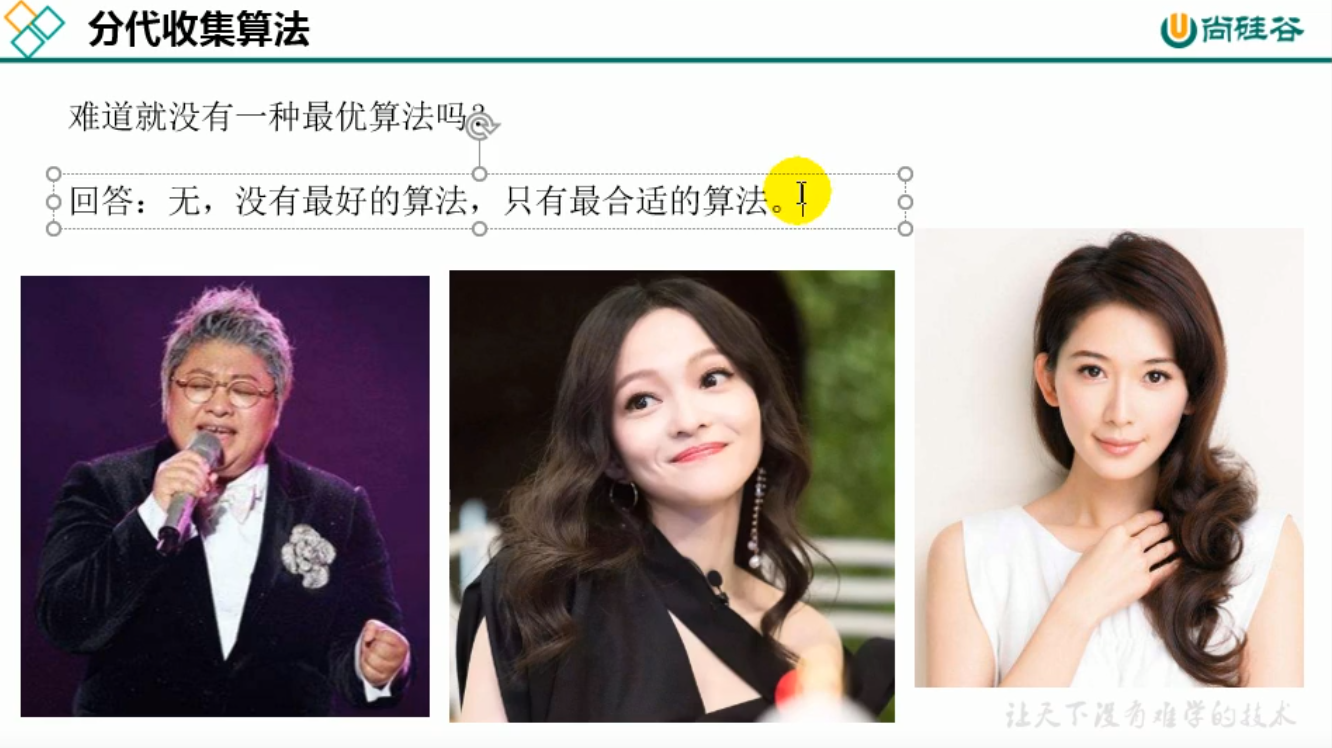 分代收集算法
尚硅谷
难道就没有一种最优算法吗?
回答：无，没有最好的算法，只有最合适的算法。
让天下没有难学的技术